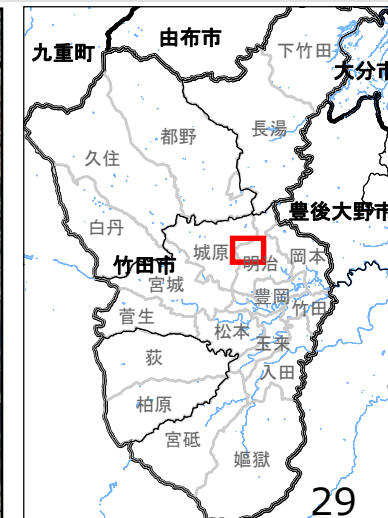 由布市
九重町
下竹田
大分市
都野
長湯
久住
白丹
豊後大野市
城原
岡本
明治
竹田市
宮城
豊岡
竹田
菅生
松本
玉来
荻
入田
柏原
宮砥
嫗獄
29